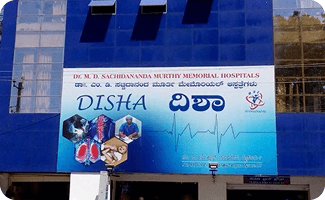 Dr. M. D. SACHIDANANDA MURTHY MEMORIAL HOSPITALS
ಡಾ. ಎಂ. ಡಿ. ಸಚ್ಚಿದಾನಂದ ಮೂರ್ತಿ ಮೆಮೋರಿಯಲ್ ಆಸ್ಪತ್ರೆಗಳು
DISHA ದಿಶಾ